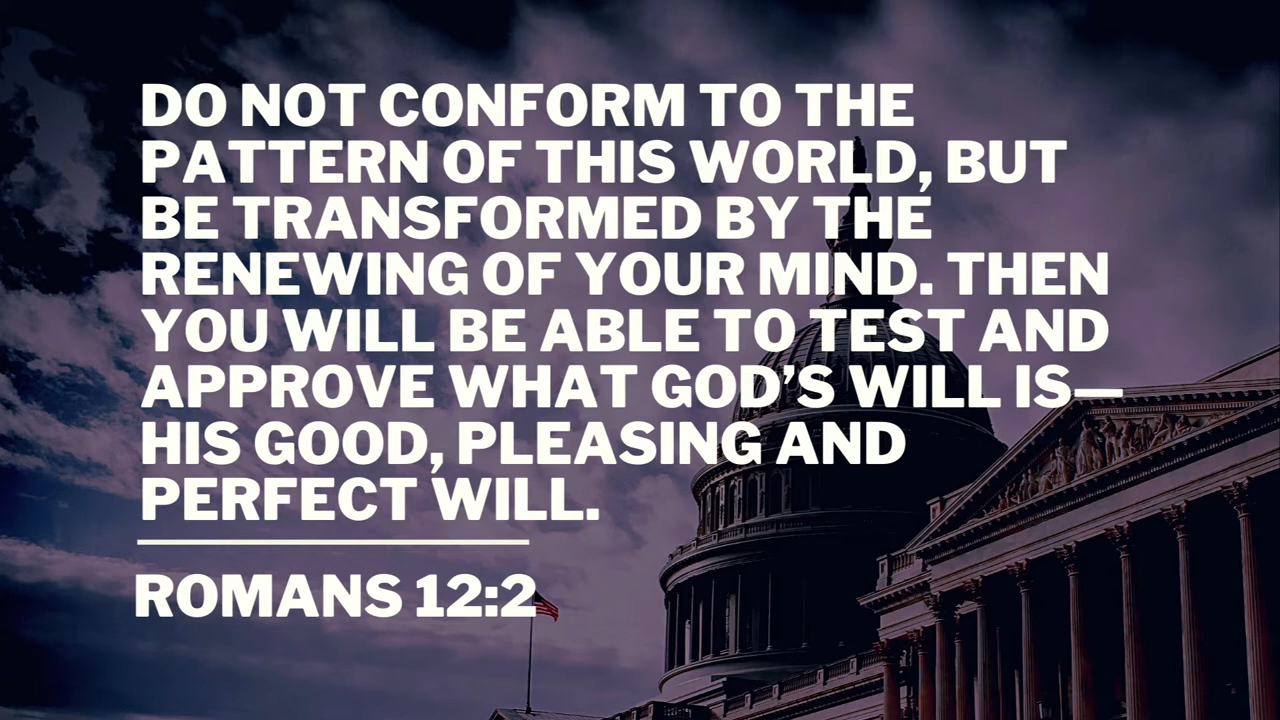 DO NOT CONFORM TO THE
PATTERN OF THIS WORLD, BUT
BE TRANSFORMED BY THE
RENEWING OF YOUR MIND. THEN
YOU WILL BE ABLE TO TEST AND
APPROVE WHAT GOD’S WILL IS—
HIS GOOD, PLEASING AND
PERFECT WILL.
ROMANS 12:2